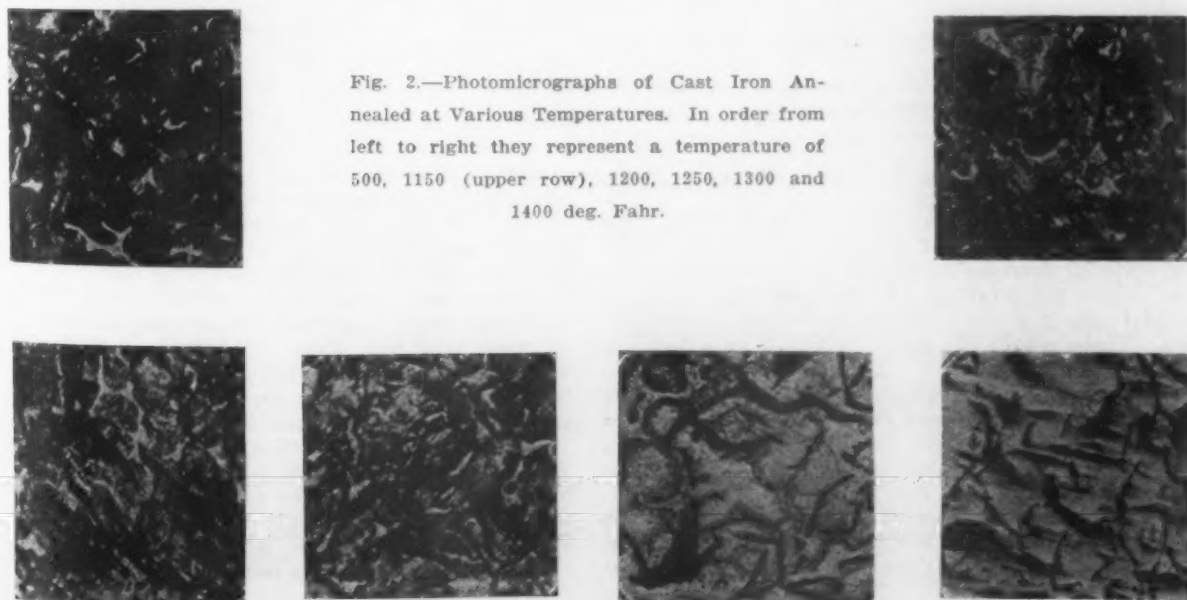 Fig. 2.—Photomicrographs of Cast Iron An-
nealed at Various Temperatures. In order from
left to right they represent a temperature of
500, 1150 (upper row), 1200, 1250, 1300 and
1400 deg. Fahr.